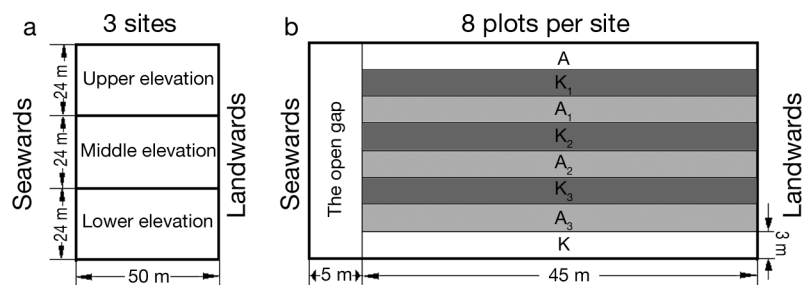 a
3 sites
Seawards
24 m
24 m
24 m
Upper elevation
Middle elevation
Lower elevation
Landwards
50 m
b
8 plots per site
Seawards
The open gap
A
K₁
A₁
K₂
A₂
K₃
A₃
K
3 m
Landwards
5 m
45 m